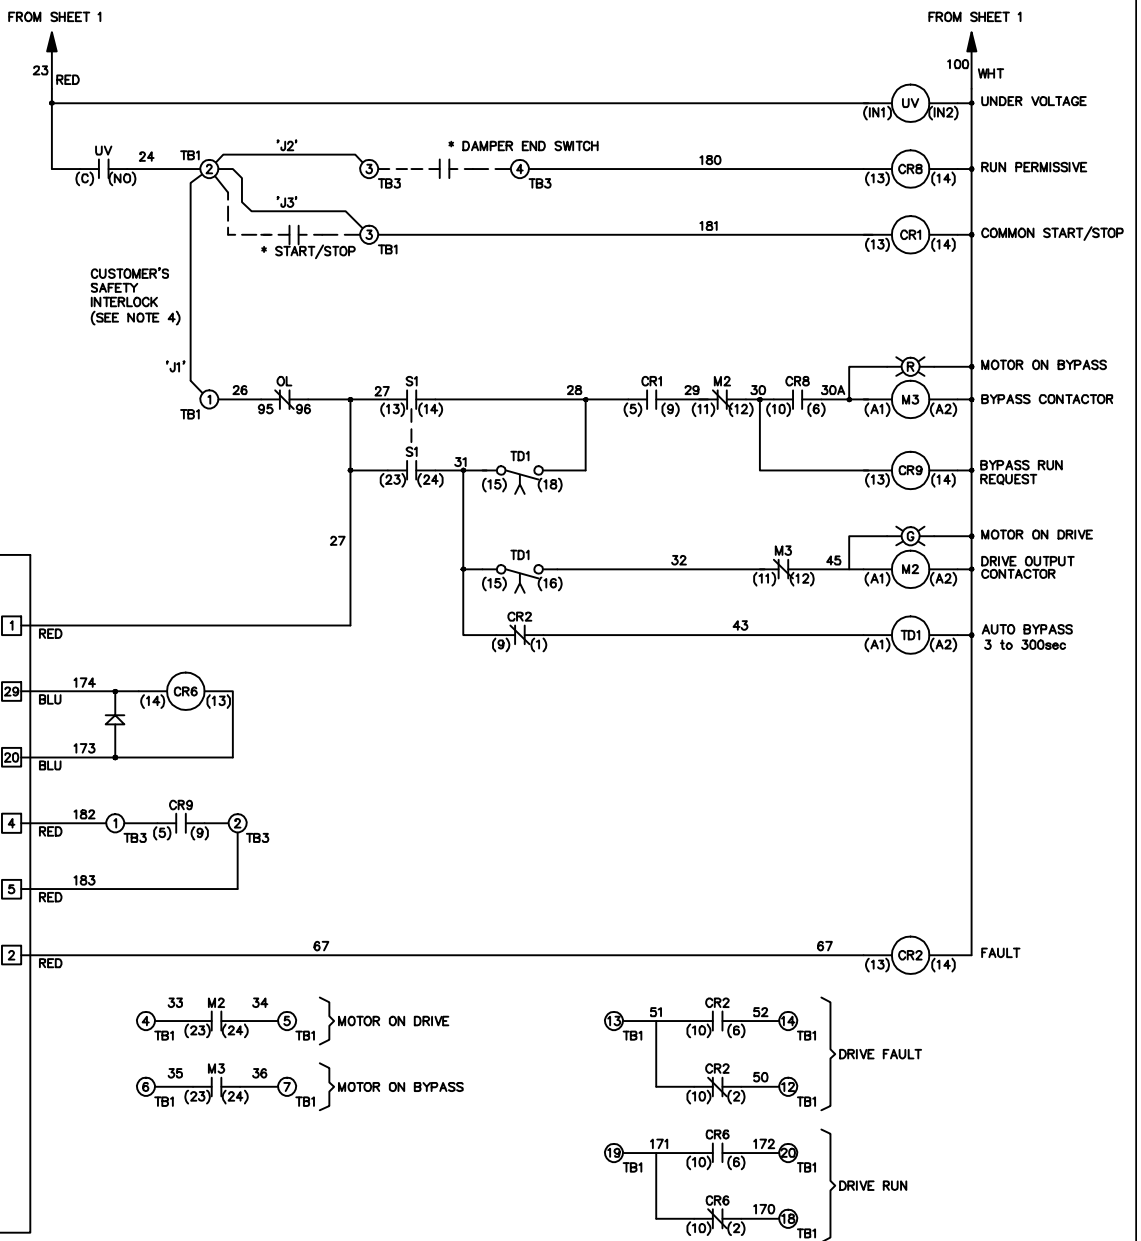 FROM SHEET 1 FROM SHEET 1
23 RED 100 WHT
(IN1) UV (IN2) UNDER VOLTAGE
UV
(C) (NO) 24 TB1 2 'J2' 3 TB3 * DAMPER END SWITCH 4 TB3 180 (13) CR8 (14) RUN PERMISSIVE
'J3'
* START/STOP 3 TB1 181 (13) CR1 (14) COMMON START/STOP
CUSTOMER'S
SAFETY
INTERLOCK
(SEE NOTE 4)
'J1'
R MOTOR ON BYPASS
1 TB1 26 OL 95 96 27 S1 (13) (14) 28 CR1 (5) (9) 29 M2 (11) (12) 30 CR8 (10) (6) 30A (A1) M3 (A2) BYPASS CONTACTOR
S1 (23) (24) 31 TD1 (15) (18) (13) CR9 (14) BYPASS RUN
REQUEST
27
G MOTOR ON DRIVE
TD1 (15) (16) 32 M3 (11) (12) 45 (A1) M2 (A2) DRIVE OUTPUT
CONTACTOR
CR2 (9) (1) 43 (A1) TD1 (A2) AUTO BYPASS
3 to 300sec
1 RED
29 BLU 174 (14) CR6 (13)
20 BLU 173
4 RED 182 1 TB3 CR9 (5) (9) 2 TB3
5 RED 183
2 RED 67 67 (13) CR2 (14) FAULT
4 TB1 33 M2 (23) (24) 34 5 TB1 MOTOR ON DRIVE
6 TB1 35 M3 (23) (24) 36 7 TB1 MOTOR ON BYPASS
13 TB1 51 CR2 (10) (6) 52 14 TB1
DRIVE FAULT
CR2 (10) (2) 50 12 TB1
19 TB1 171 CR6 (10) (6) 172 20 TB1
DRIVE RUN
CR6 (10) (2) 170 18 TB1